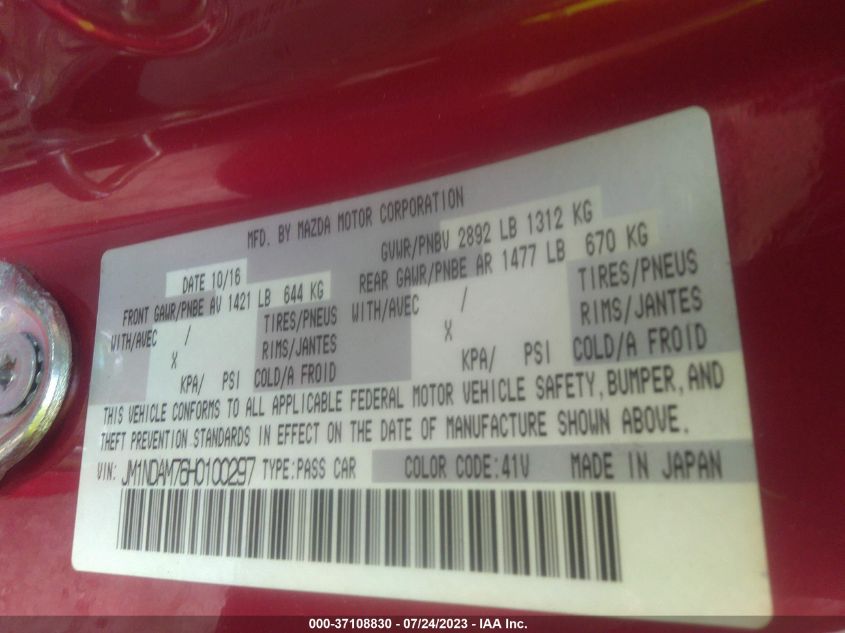 MFD. BY MAZDA MOTOR CORPORATION
DATE 10/16
GVWR/PNBV 2892 LB 1312 KG
FRONT GAWR/PNBE AV 1421 LB 644 KG
REAR GAWR/PNBE AR 1477 LB 670 KG
WITH/AVEC / TIRES/PNEUS WITH/AVEC / TIRES/PNEUS
X RIMS/JANTES X RIMS/JANTES
KPA/ PSI COLD/A FROID KPA/ PSI COLD/A FROID
THIS VEHICLE CONFORMS TO ALL APPLICABLE FEDERAL MOTOR VEHICLE SAFETY, BUMPER, AND
THEFT PREVENTION STANDARDS IN EFFECT ON THE DATE OF MANUFACTURE SHOWN ABOVE.
VIN: JM1NDAM76H0100297 TYPE:PASS CAR COLOR CODE:41V MADE IN JAPAN
000-37108830 - 07/24/2023 - IAA Inc.